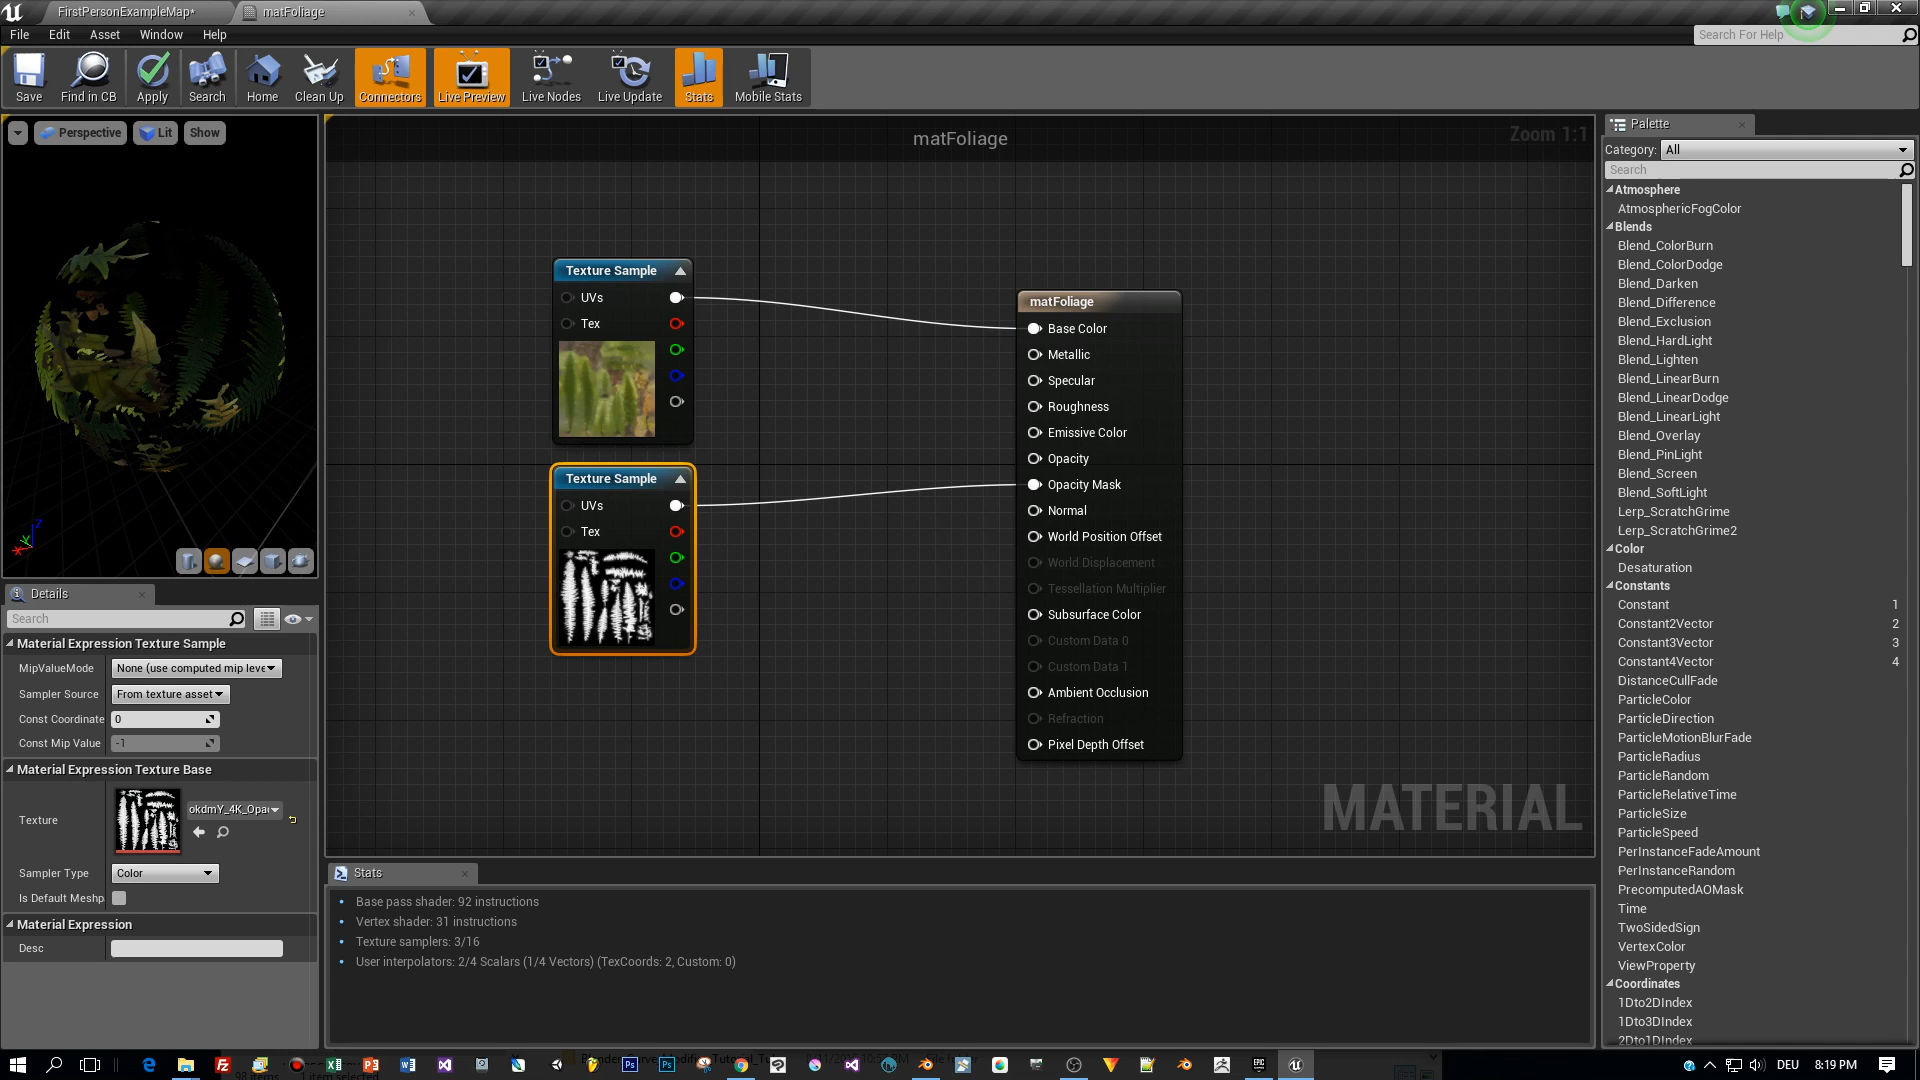 FirstPersonExampleMap*
matFoliage
File
Edit
Asset
Window
Help
Search For Help
Save
Find in CB
Apply
Search
Home
Clean Up
Connectors
Live Preview
Live Nodes
Live Update
Stats
Mobile Stats
Perspective
Lit
Show
matFoliage
Zoom 1:1
Texture Sample
UVs
Tex
Texture Sample
UVs
Tex
matFoliage
Base Color
Metallic
Specular
Roughness
Emissive Color
Opacity
Opacity Mask
Normal
World Position Offset
World Displacement
Tessellation Multiplier
Subsurface Color
Custom Data 0
Custom Data 1
Ambient Occlusion
Refraction
Pixel Depth Offset
MATERIAL
Z
Y
X
Details
Search
Material Expression Texture Sample
MipValueMode
None (use computed mip leve
Sampler Source
From texture asset
Const Coordinate
0
Const Mip Value
-1
Material Expression Texture Base
Texture
okdmY_4K_Opa
Sampler Type
Color
Is Default Meshp
Material Expression
Desc
Stats
Base pass shader: 92 instructions
Vertex shader: 31 instructions
Texture samplers: 3/16
User interpolators: 2/4 Scalars (1/4 Vectors) (TexCoords: 2, Custom: 0)
Palette
Category:
All
Search
Atmosphere
AtmosphericFogColor
Blends
Blend_ColorBurn
Blend_ColorDodge
Blend_Darken
Blend_Difference
Blend_Exclusion
Blend_HardLight
Blend_Lighten
Blend_LinearBurn
Blend_LinearDodge
Blend_LinearLight
Blend_Overlay
Blend_PinLight
Blend_Screen
Blend_SoftLight
Lerp_ScratchGrime
Lerp_ScratchGrime2
Color
Desaturation
Constants
Constant 1
Constant2Vector 2
Constant3Vector 3
Constant4Vector 4
DistanceCullFade
ParticleColor
ParticleDirection
ParticleMotionBlurFade
ParticleRadius
ParticleRandom
ParticleRelativeTime
ParticleSize
ParticleSpeed
PerInstanceFadeAmount
PerInstanceRandom
PrecomputedAOMask
Time
TwoSidedSign
VertexColor
ViewProperty
Coordinates
1Dto2DIndex
1Dto3DIndex
2Dto1DIndex
98 items
1 item selected
DEU
8:19 PM